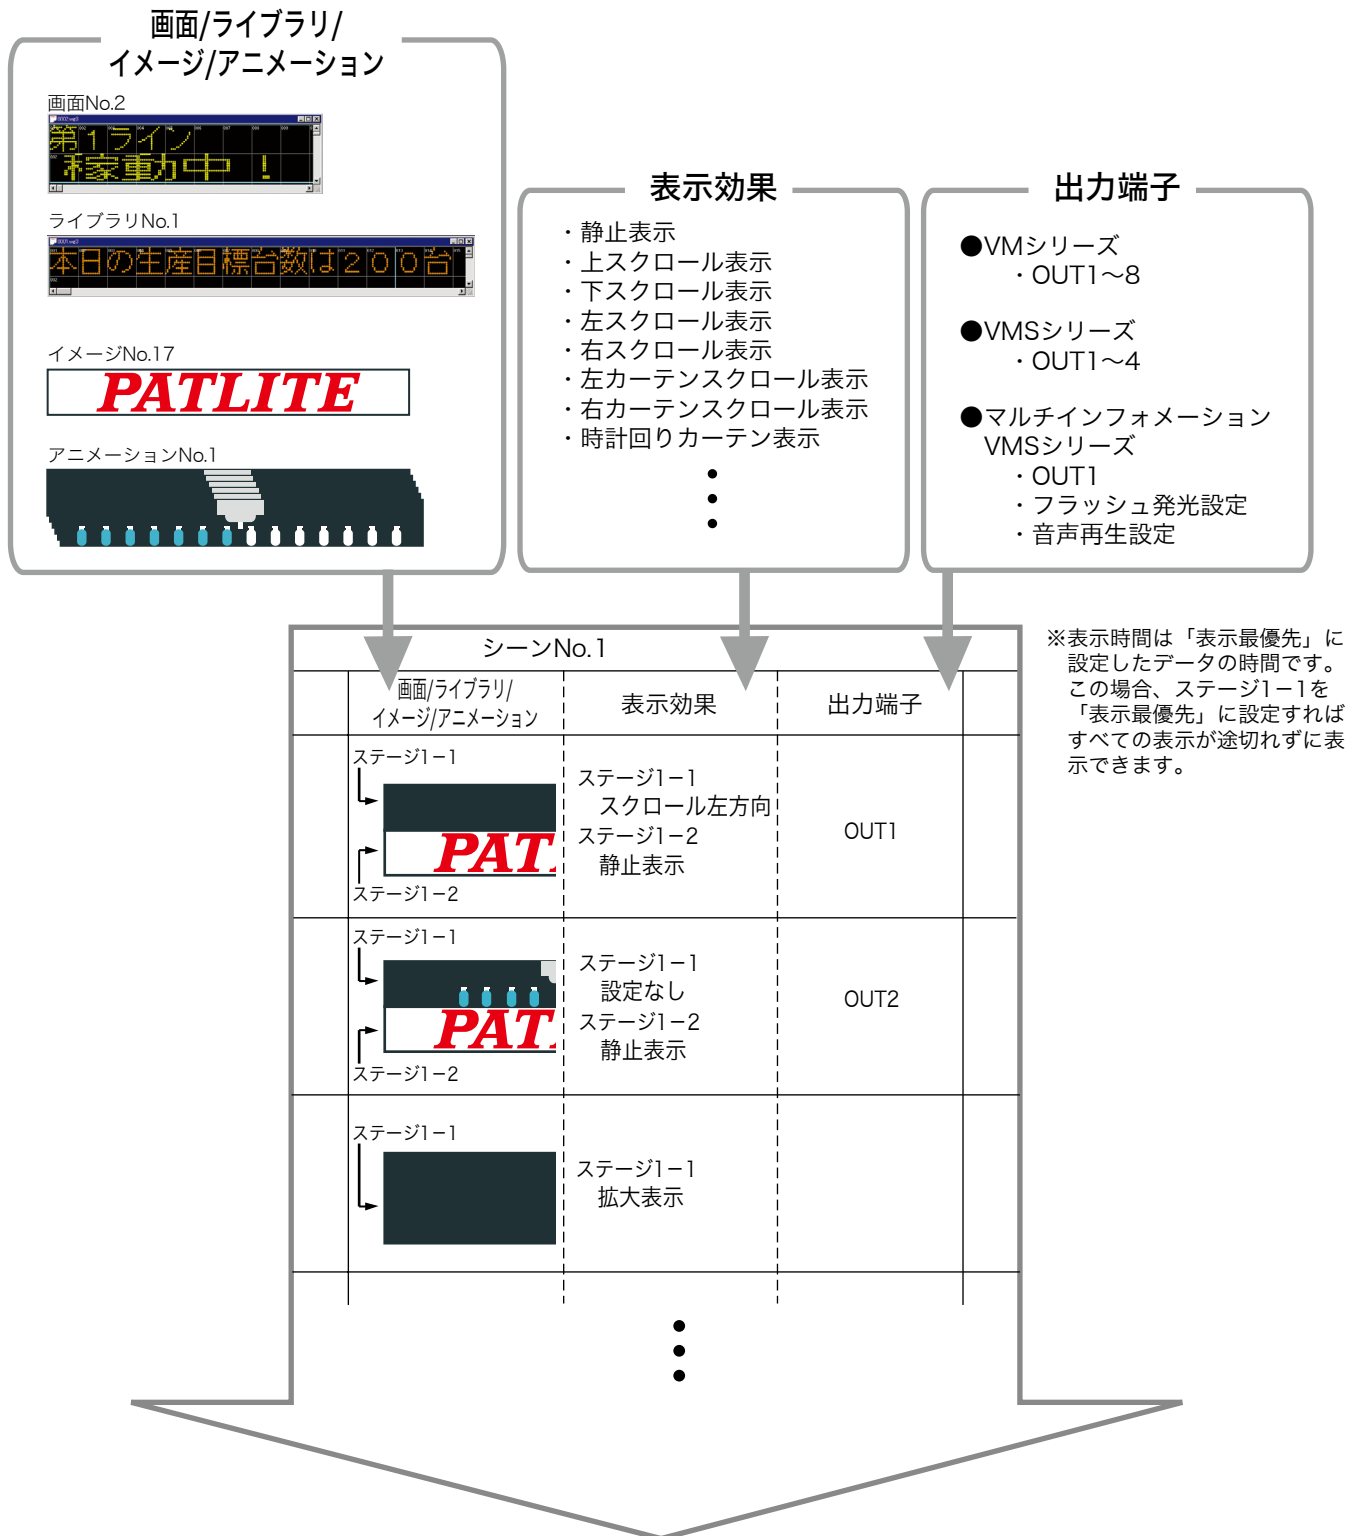 画面/ライブラリ/
イメージ/アニメーション
画面No.2
第1ライン
稼動中！
ライブラリNo.1
本日の生産目標台数は200台
イメージNo.17
PATLITE
アニメーションNo.1
表示効果
・静止表示
・上スクロール表示
・下スクロール表示
・左スクロール表示
・右スクロール表示
・左カーテンスクロール表示
・右カーテンスクロール表示
・時計回りカーテン表示
出力端子
●VMシリーズ
・OUT1〜8
●VMSシリーズ
・OUT1〜4
●マルチインフォメーション
VMSシリーズ
・OUT1
・フラッシュ発光設定
・音声再生設定
※表示時間は「表示最優先」に
設定したデータの時間です。
この場合、ステージ1−1を
「表示最優先」に設定すれば
すべての表示が途切れずに表
示できます。
シーンNo.1
画面/ライブラリ/
イメージ/アニメーション
表示効果
出力端子
ステージ1−1
PAT
ステージ1−2
ステージ1−1
スクロール左方向
ステージ1−2
静止表示
OUT1
ステージ1−1
PAT
ステージ1−2
ステージ1−1
設定なし
ステージ1−2
静止表示
OUT2
ステージ1−1
ステージ1−1
拡大表示